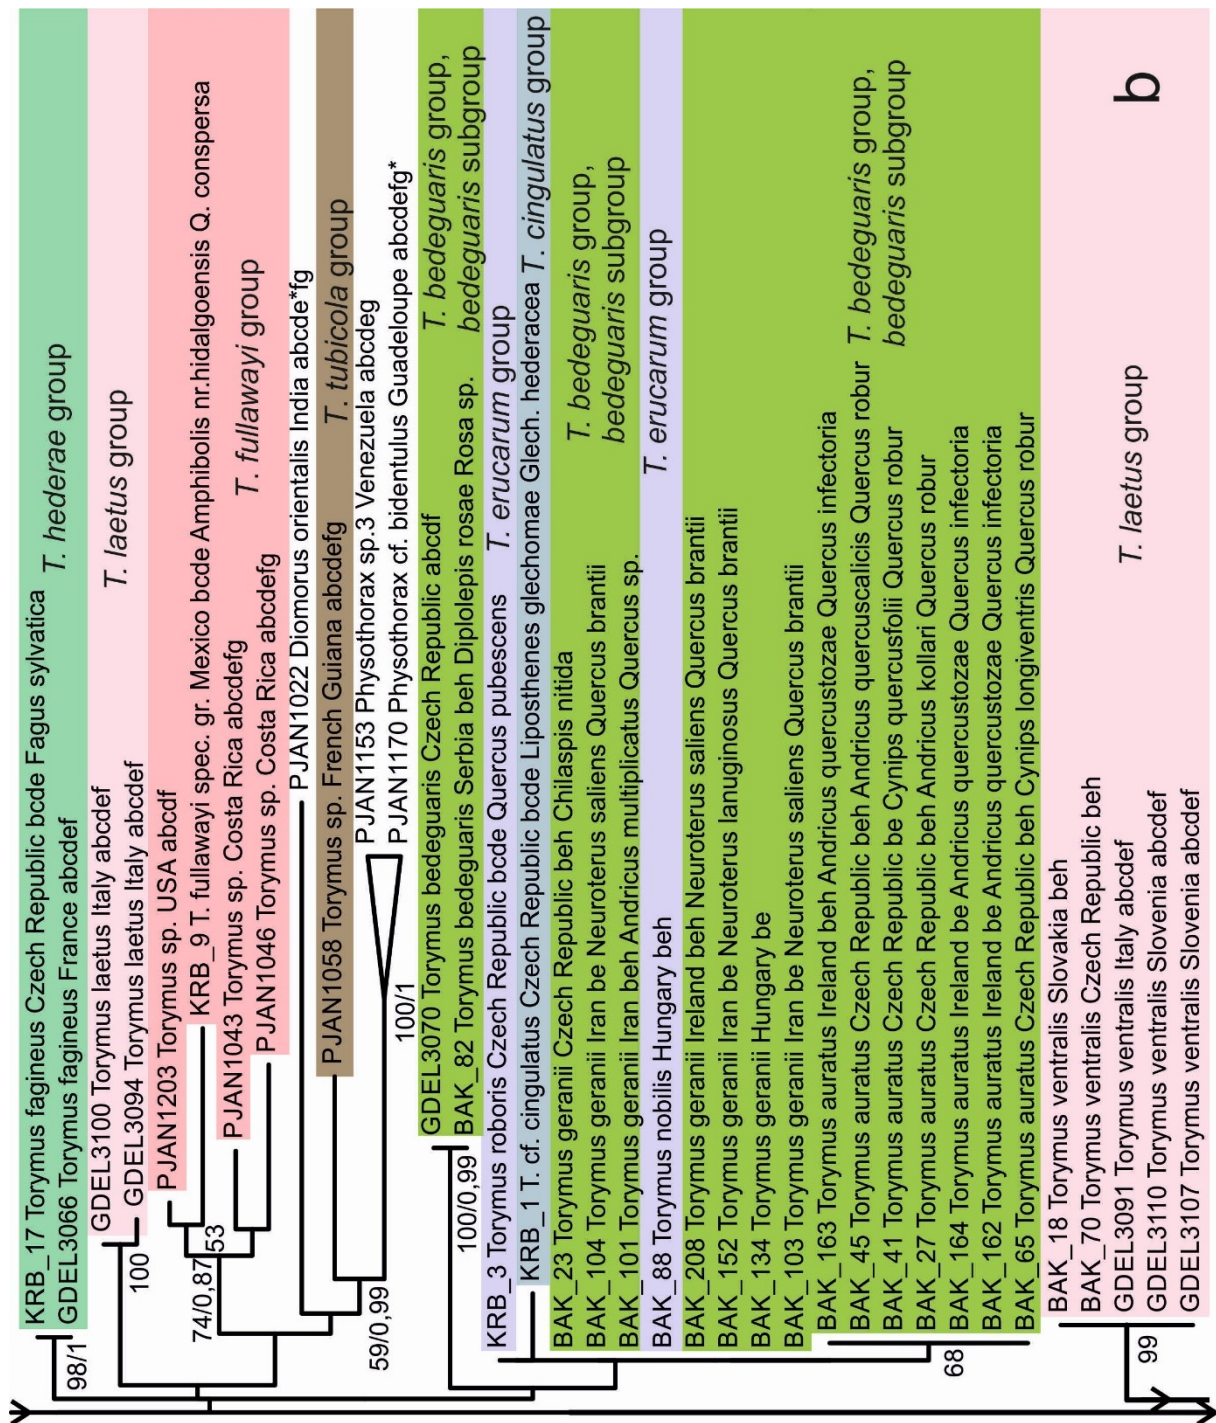 KRB_17 Torymus fagineus Czech Republic bcde Fagus sylvatica
GDEL3066 Torymus fagineus France abcdef
T. hederae group
98/1
GDEL3100 Torymus laetus Italy abcdef
GDEL3094 Torymus laetus Italy abcdef
T. laetus group
100
PJAN1203 Torymus sp. USA abcdf
KRB_9 T. fullawayi spec. gr. Mexico bcde Amphibolis nr.hidalgoensis Q. conspersa
PJAN1043 Torymus sp. Costa Rica abcdefg
PJAN1046 Torymus sp. Costa Rica abcdefg
T. fullawayi group
74/0,87
53
PJAN1022 Diomorus orientalis India abcde*fg
PJAN1058 Torymus sp. French Guiana abcdefg
T. tubicola group
59/0,99
PJAN1153 Physothorax sp.3 Venezuela abcdeg
PJAN1170 Physothorax cf. bidentulus Guadeloupe abcdefg*
100/1
GDEL3070 Torymus bedeguaris Czech Republic abcdf
BAK_82 Torymus bedeguaris Serbia beh Diplolepis rosae Rosa sp.
T. bedeguaris group,
bedeguaris subgroup
100/0,99
KRB_3 Torymus roboris Czech Republic bcde Quercus pubescens
T. erucarum group
KRB_1 T. cf. cingulatus Czech Republic bcde Liposthenes glechomae Glech. hederacea
T. cingulatus group
BAK_23 Torymus geranii Czech Republic beh Chilaspis nitida
BAK_104 Torymus geranii Iran be Neuroterus saliens Quercus brantii
BAK_101 Torymus geranii Iran beh Andricus multiplicatus Quercus sp.
T. bedeguaris group,
bedeguaris subgroup
BAK_88 Torymus nobilis Hungary beh
T. erucarum group
BAK_208 Torymus geranii Ireland beh Neuroterus saliens Quercus brantii
BAK_152 Torymus geranii Iran be Neuroterus lanuginosus Quercus brantii
BAK_134 Torymus geranii Hungary be
BAK_103 Torymus geranii Iran be Neuroterus saliens Quercus brantii
BAK_163 Torymus auratus Ireland beh Andricus quercustozae Quercus infectoria
BAK_45 Torymus auratus Czech Republic beh Andricus quercuscalicis Quercus robur
BAK_41 Torymus auratus Czech Republic be Cynips quercusfolii Quercus robur
BAK_27 Torymus auratus Czech Republic beh Andricus kollari Quercus robur
BAK_164 Torymus auratus Ireland be Andricus quercustozae Quercus infectoria
BAK_162 Torymus auratus Ireland be Andricus quercustozae Quercus infectoria
BAK_65 Torymus auratus Czech Republic beh Cynips longiventris Quercus robur
T. bedeguaris group,
bedeguaris subgroup
68
BAK_18 Torymus ventralis Slovakia beh
BAK_70 Torymus ventralis Czech Republic beh
GDEL3091 Torymus ventralis Italy abcdef
GDEL3110 Torymus ventralis Slovenia abcdef
GDEL3107 Torymus ventralis Slovenia abcdef
T. laetus group
99
b